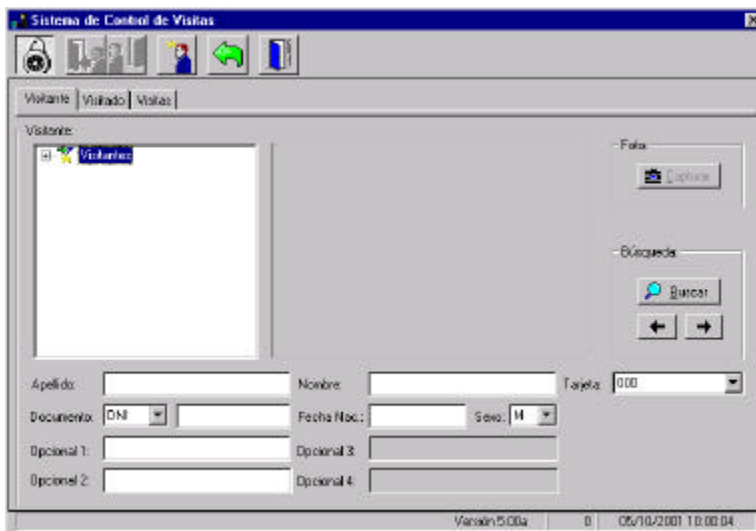 Sistema de Control de Visitas
Visitante Visitado Visitas
Visitante:
Visitantes
Foto:
Capturar
Búsqueda:
Buscar
Apellido: Nombre: Tarjeta: 000
Documento: DNI Fecha Nac.: Sexo: M
Opcional 1: Opcional 3:
Opcional 2: Opcional 4:
Versión 5.00a 0 05/10/2001 10:00:04